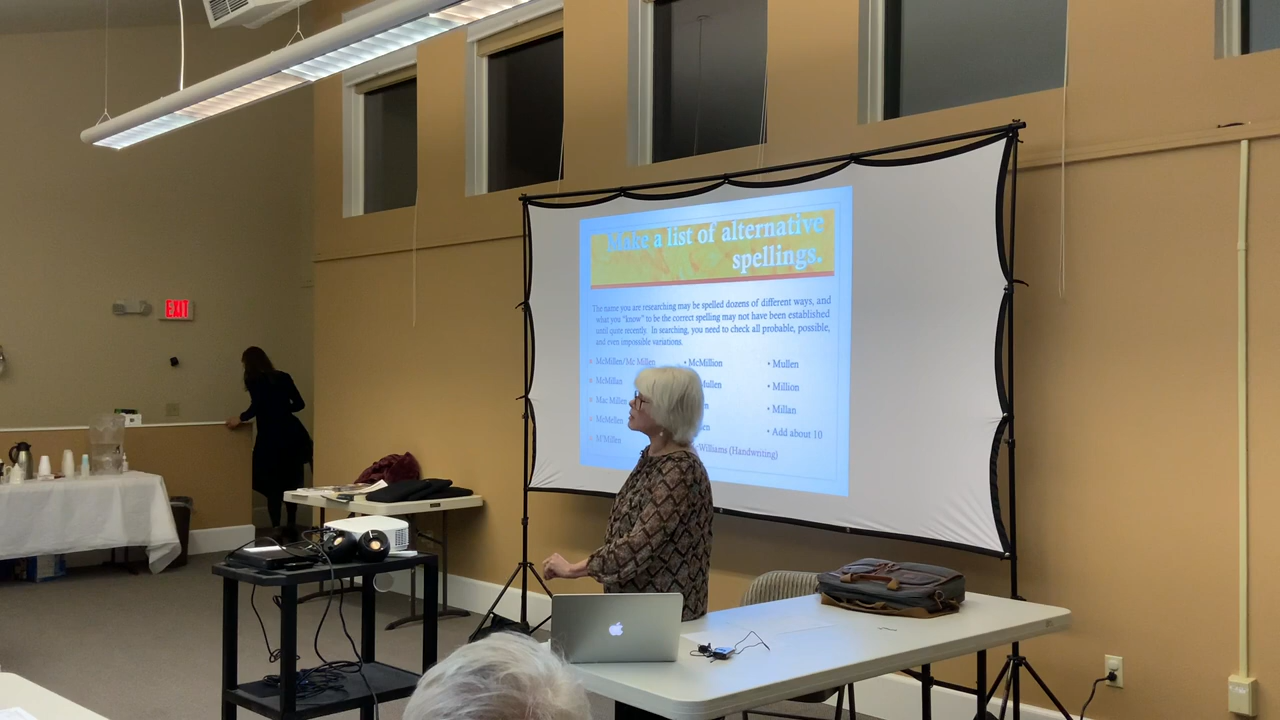 EXIT
Make a list of alternative
spellings.
The name you are researching may be spelled dozens of different ways, and
what you "know" to be the correct spelling may not have been established
until quite recently. In searching, you need to check all probable, possible,
and even impossible variations.
McMillen/Mc Millen
McMillan
Mac Millen
McMellen
M'Millen
• McMillion
Mullen
Williams (Handwriting)
• Mullen
• Million
• Millan
• Add about 10